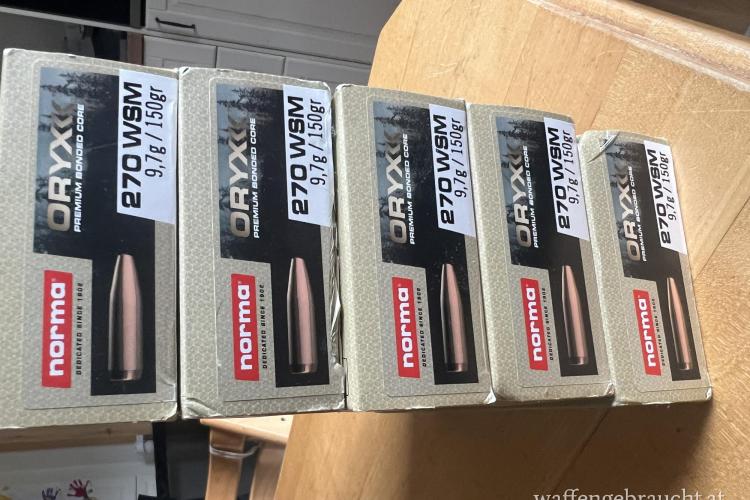 norma
DEDICATED SINCE 1902
ORYX
PREMIUM BONDED CORE
270 WSM
9,7g / 150gr
norma
DEDICATED SINCE 1902
ORYX
PREMIUM BONDED CORE
270 WSM
9,7g / 150gr
norma
DEDICATED SINCE 1902
ORYX
PREMIUM BONDED CORE
270 WSM
9,7g / 150gr
norma
DEDICATED SINCE 1902
ORYX
PREMIUM BONDED CORE
270 WSM
9,7g / 150gr
norma
DEDICATED SINCE 1902
ORYX
PREMIUM BONDED CORE
270 WSM
9,7g / 150gr
waffengebraucht.at